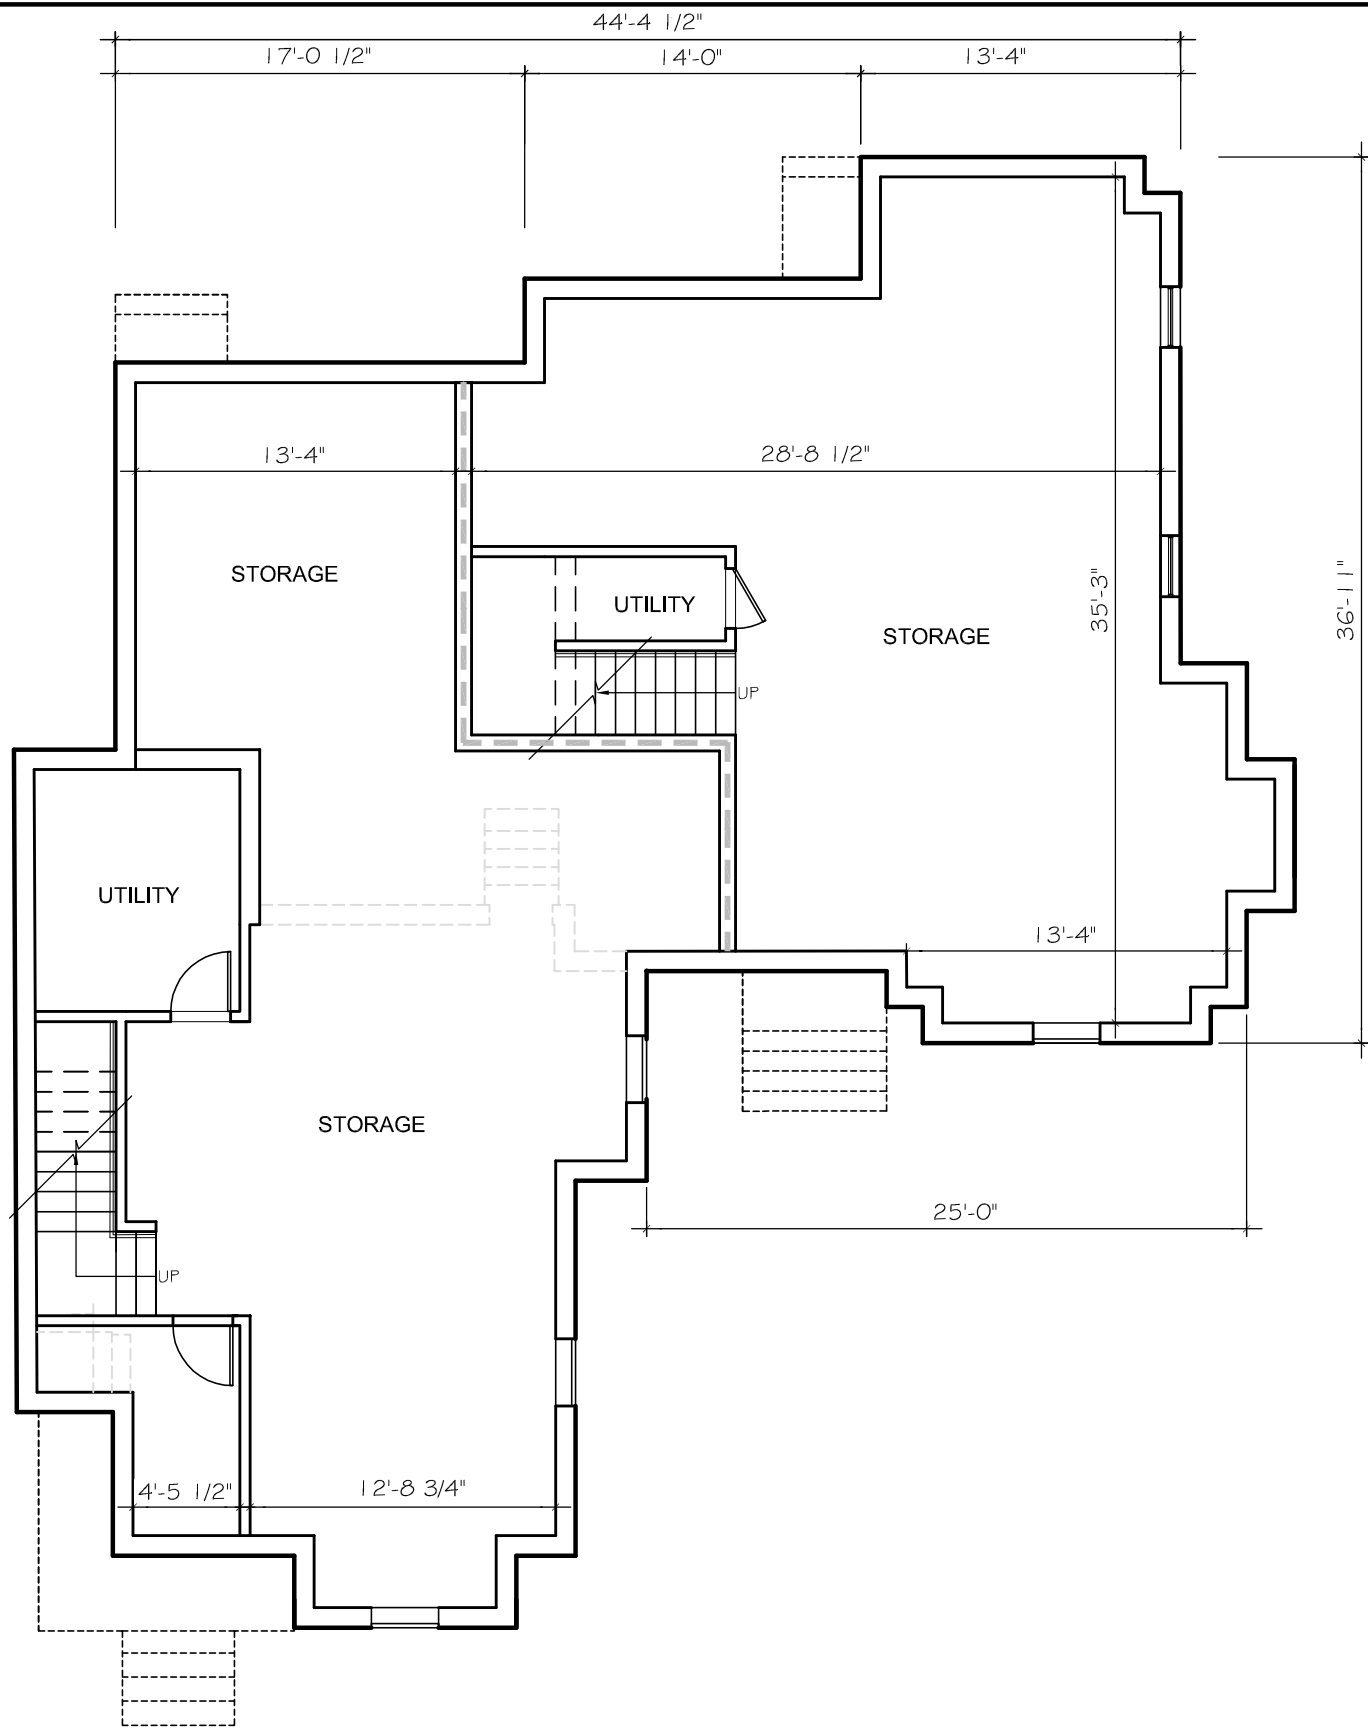 44'-4 1/2"
17'-0 1/2"
14'-0"
13'-4"
13'-4"
28'-8 1/2"
STORAGE
35'-3"
36'-11"
UTILITY
STORAGE
UP
UTILITY
13'-4"
STORAGE
25'-0"
UP
4'-5 1/2"
12'-8 3/4"